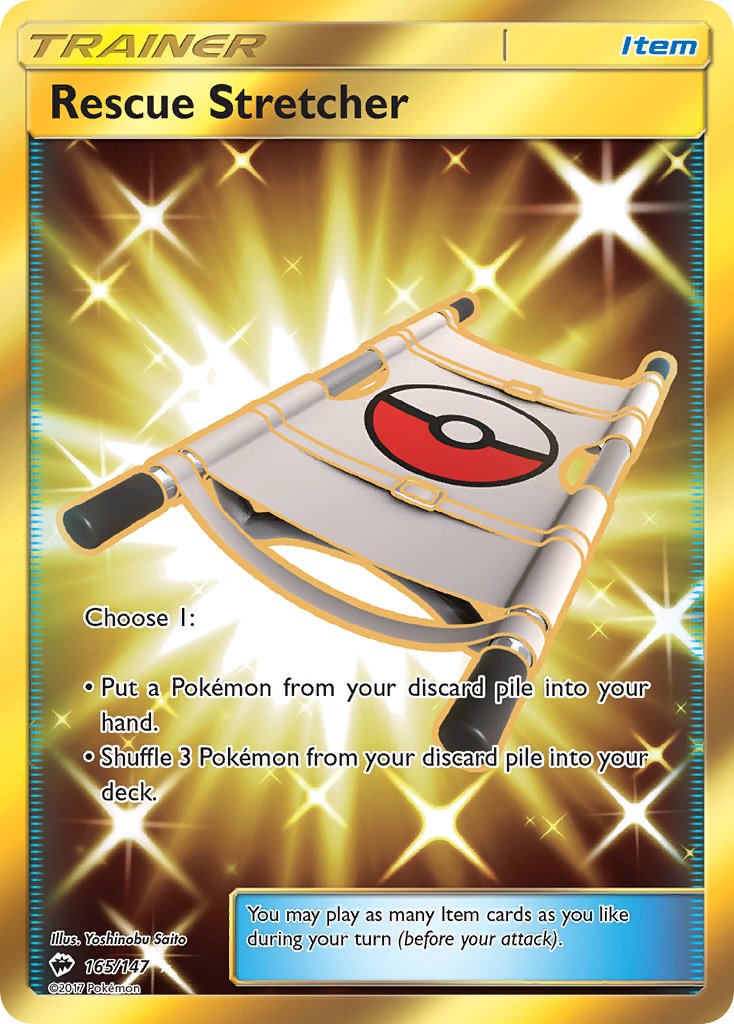 TRAINER
Item
Rescue Stretcher
Choose 1:
• Put a Pokémon from your discard pile into your
hand.
• Shuffle 3 Pokémon from your discard pile into your
deck.
You may play as many Item cards as you like
during your turn (before your attack).
Illus. Yoshinobu Saito
165/147
©2017 Pokémon